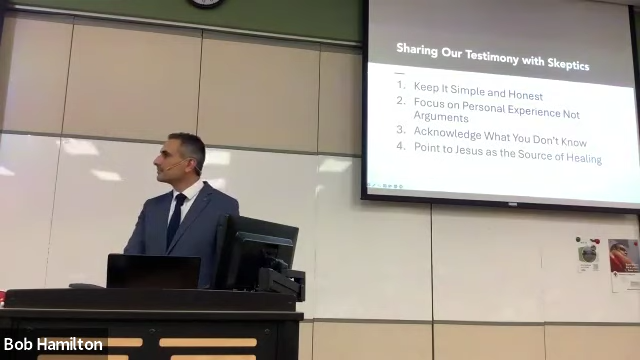 Sharing Our Testimony with Skeptics
1. Keep It Simple and Honest
2. Focus on Personal Experience Not
Arguments
3. Acknowledge What You Don't Know
4. Point to Jesus as the Source of Healing
Bob Hamilton